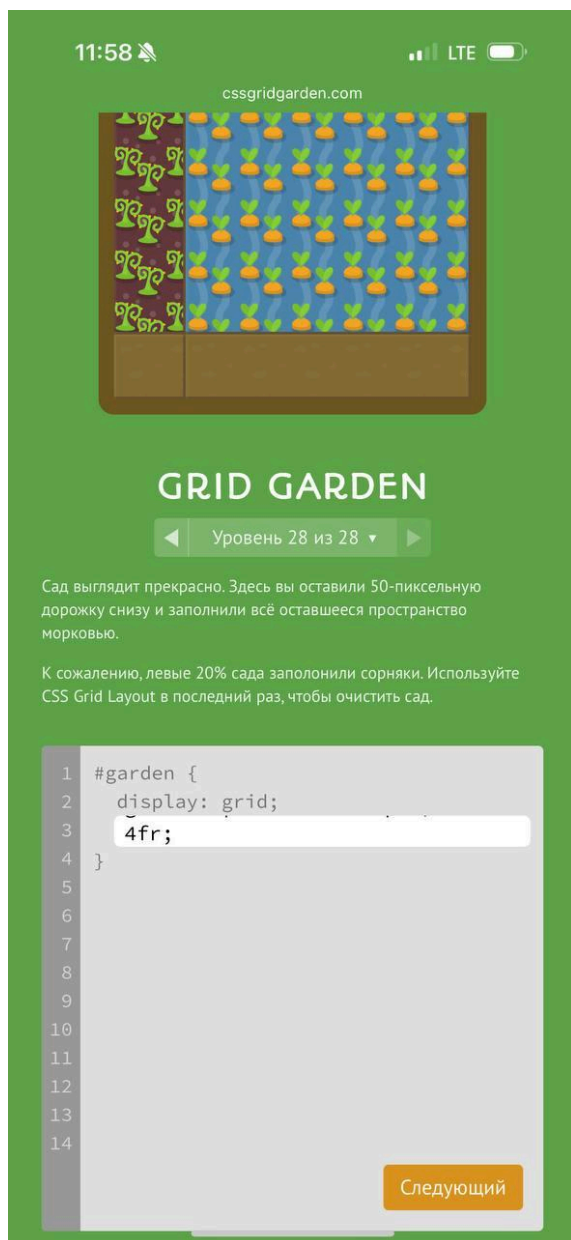 11:58
LTE
cssgridgarden.com
GRID GARDEN
◀ Уровень 28 из 28 ▾ ▶
Сад выглядит прекрасно. Здесь вы оставили 50-пиксельную
дорожку снизу и заполнили всё оставшееся пространство
морковью.
К сожалению, левые 20% сада заполонили сорняки. Используйте
CSS Grid Layout в последний раз, чтобы очистить сад.
1 #garden {
2 display: grid;
3 4fr;
4 }
5
6
7
8
9
10
11
12
13
14
Следующий